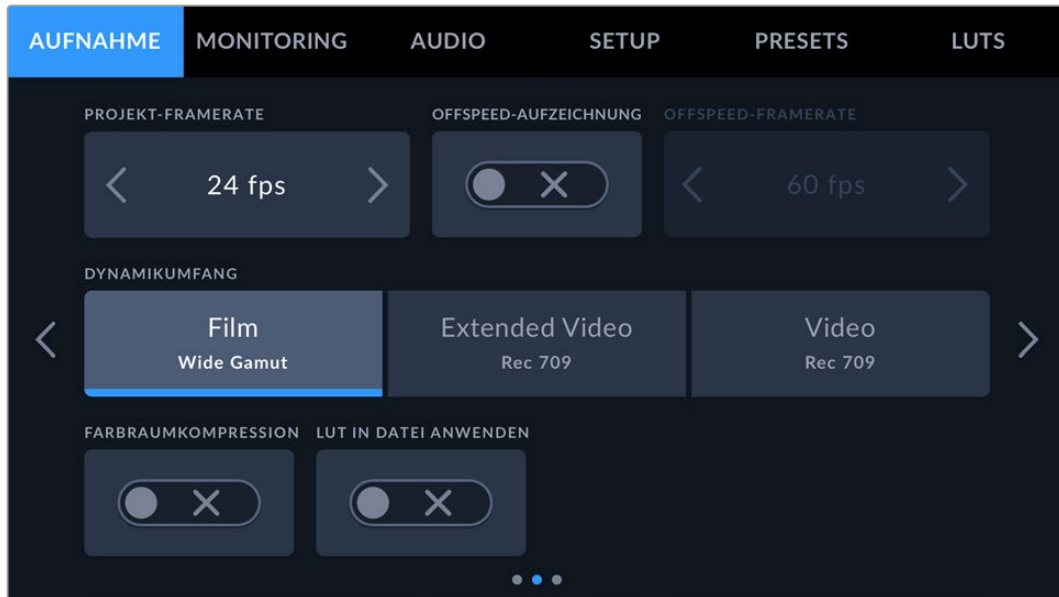 AUFNAHME MONITORING AUDIO SETUP PRESETS LUTS
PROJEKT-FRAMERATE OFFSPEED-AUFZEICHNUNG OFFSPEED-FRAMERATE
24 fps 60 fps
DYNAMIKUMFANG
Film Extended Video Video
Wide Gamut Rec 709 Rec 709
FARBRAUMKOMPRESSION LUT IN DATEI ANWENDEN